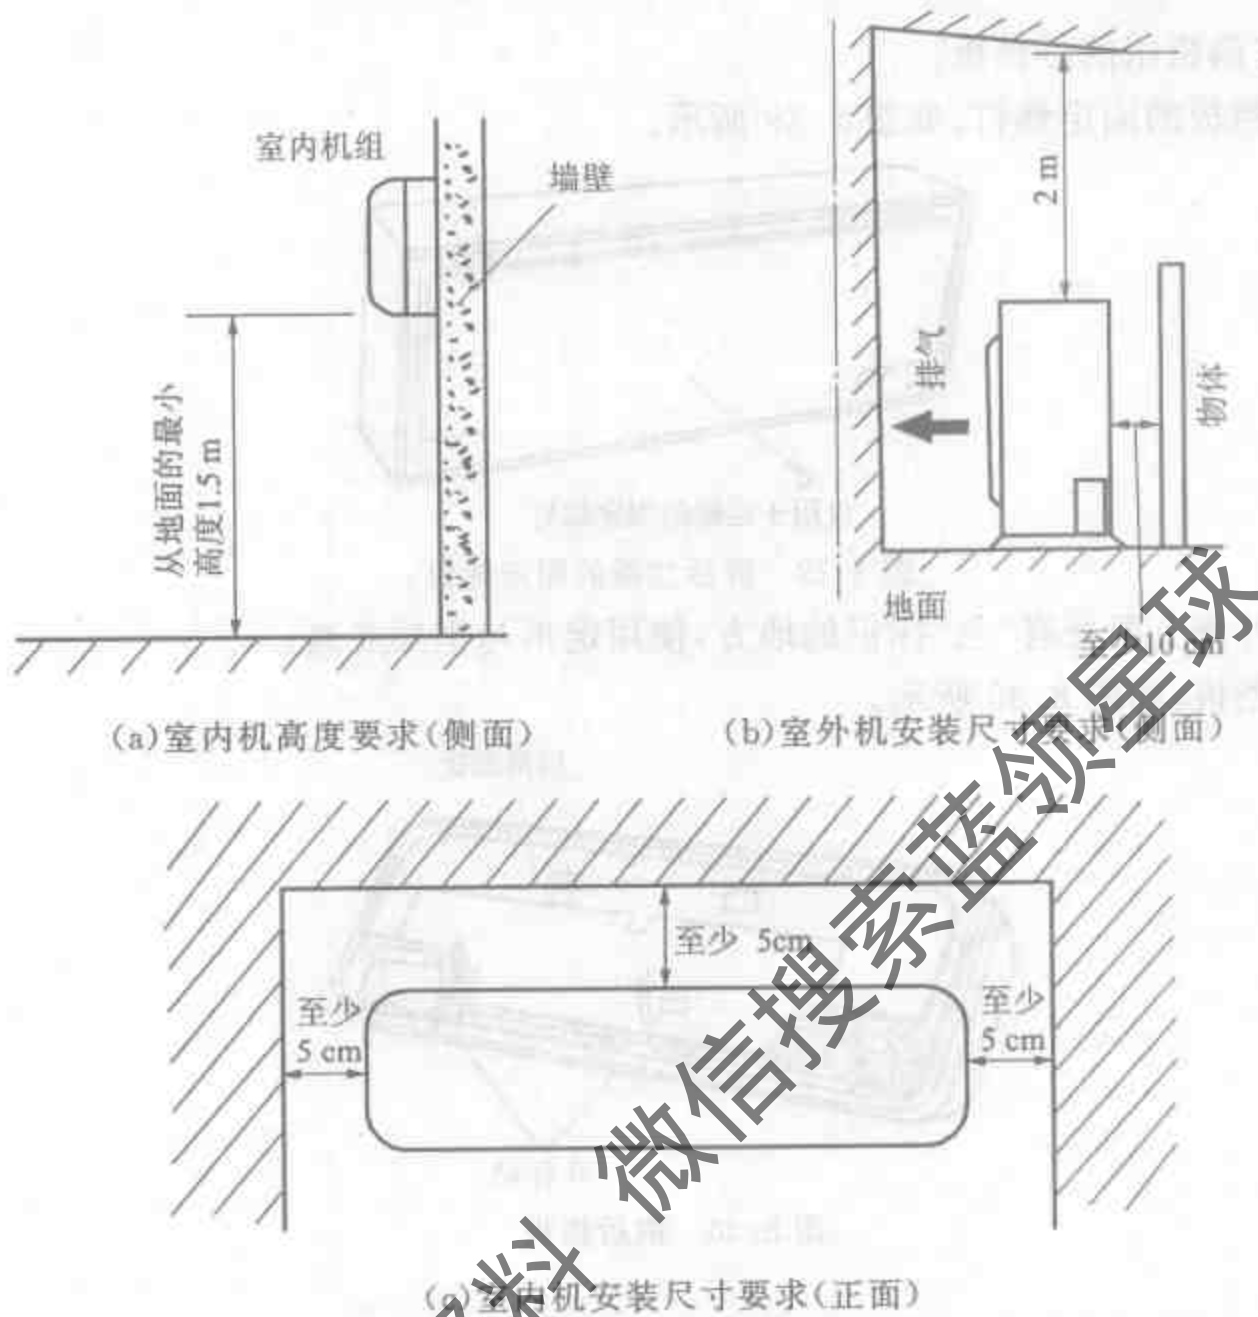 室内机组
墙壁
从地面的最小
高度1.5 m
2 m
排气
物体
地面
至少10 cm
(a)室内机高度要求(侧面)
(b)室外机安装尺寸要求(侧面)
至少 5cm
至少
5 cm
至少
5 cm
(c)室内机安装尺寸要求(正面)
料 微信搜索蓝领星球